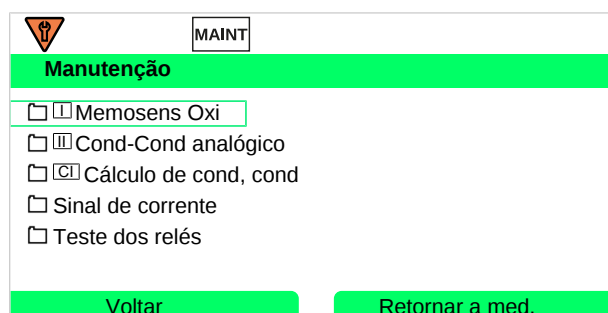 MAINT
Manutenção
I Memosens Oxi
II Cond-Cond analógico
CI Cálculo de cond, cond
Sinal de corrente
Teste dos relés
Voltar Retornar a med.